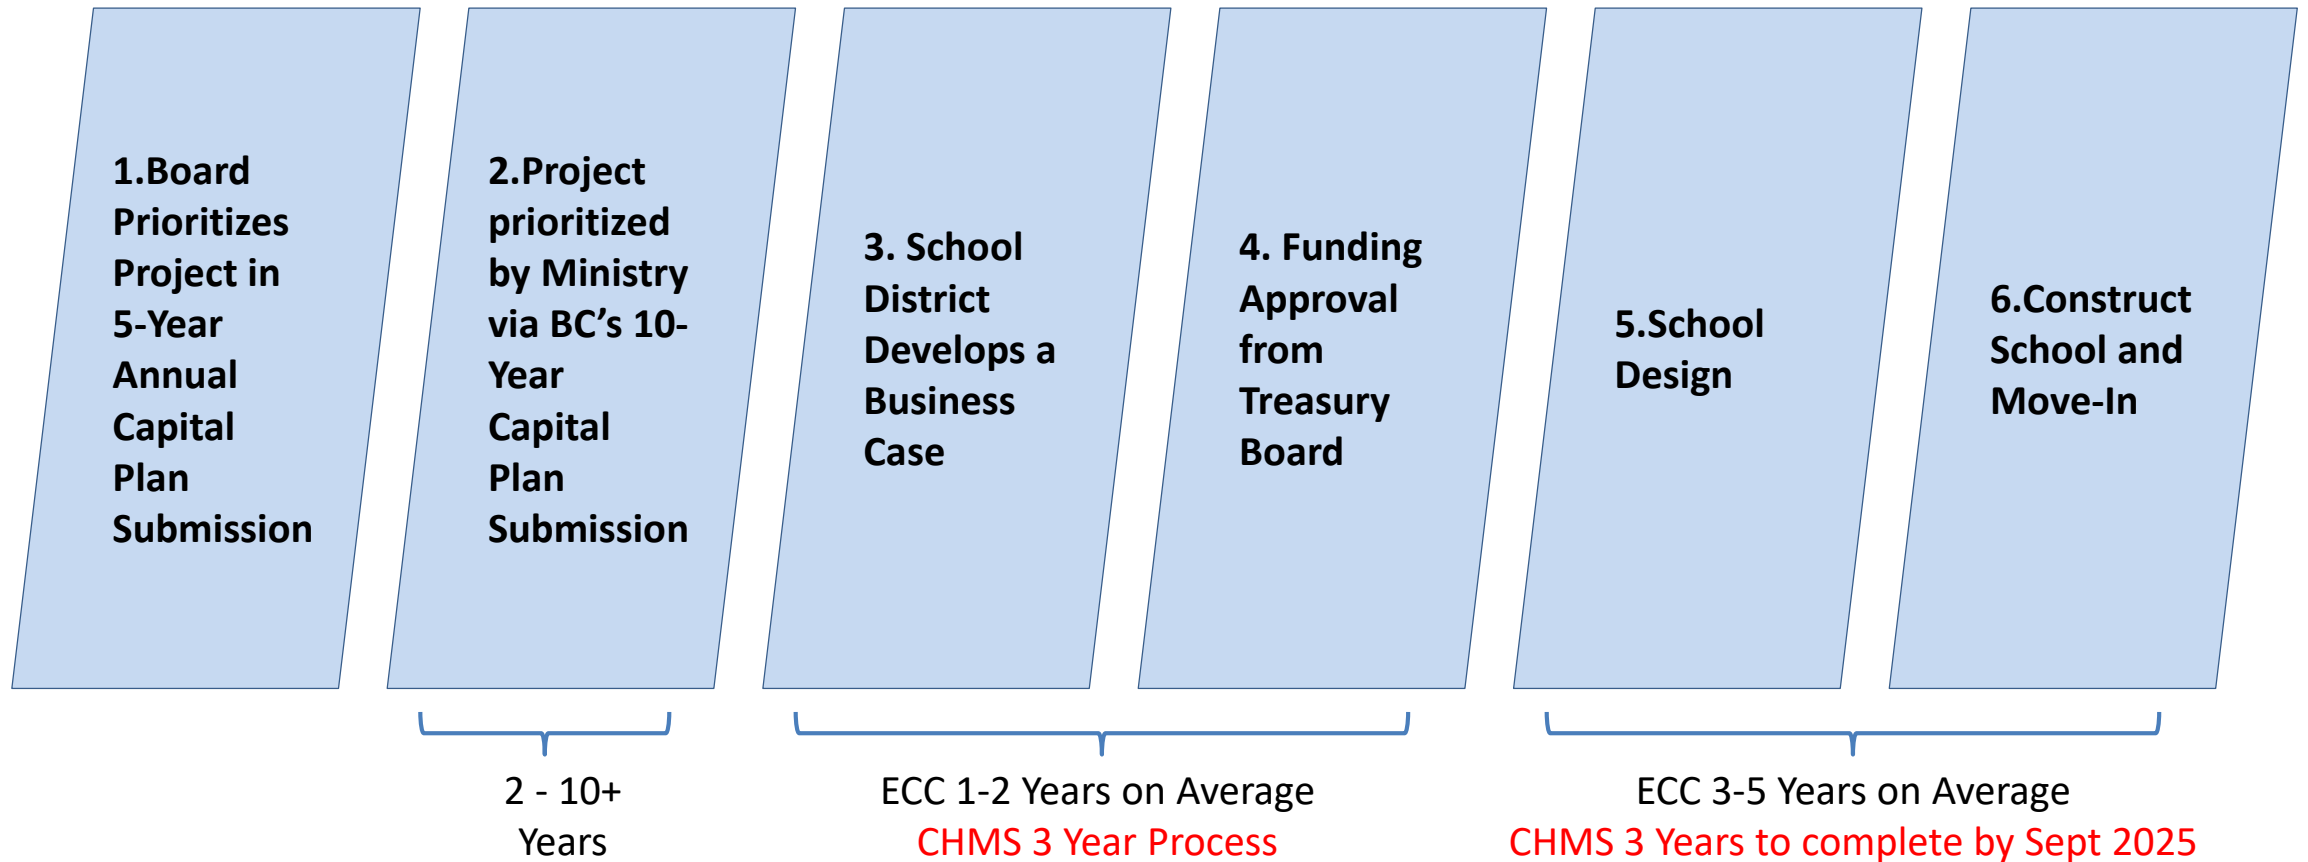 1.Board
Prioritizes
Project in
5-Year
Annual
Capital
Plan
Submission
2.Project
prioritized
by Ministry
via BC’s 10-
Year
Capital
Plan
Submission
3. School
District
Develops a
Business
Case
4. Funding
Approval
from
Treasury
Board
5.School
Design
6.Construct
School and
Move-In
2 - 10+
Years
ECC 1-2 Years on Average
CHMS 3 Year Process
ECC 3-5 Years on Average
CHMS 3 Years to complete by Sept 2025